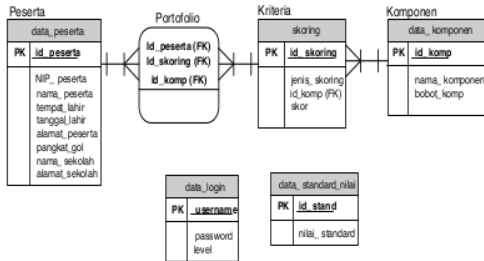 Peserta
data_peserta
PK id_peserta
NIP_ peserta
nama_ peserta
tempat_lahir
tanggal_lahir
alamat_peserta
pangkat_gol
nama_ sekolah
alamat_sekolah
Portofolio
Id_peserta (FK)
Id_skoring (FK)
Id_komp (FK)
Kriteria
skoring
PK id_skoring
jenis_ skoring
id_komp (FK)
skor
Komponen
data_ komponen
PK id_komp
nama_ komponen
bobot_komp
data_login
PK username
password
level
data_ standard_nilai
PK id_stand
nilai_ standard